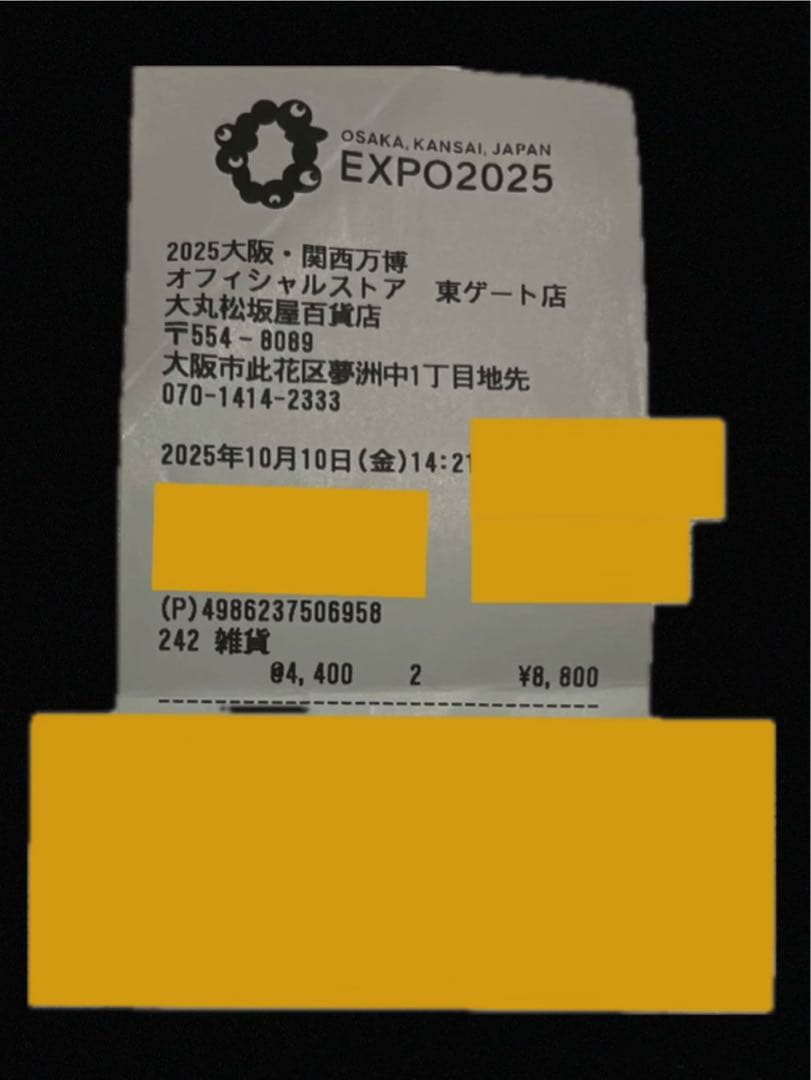 OSAKA, KANSAI, JAPAN
EXPO2025
2025大阪・関西万博
オフィシャルストア 東ゲート店
大丸松坂屋百貨店
〒554-8089
大阪市此花区夢洲中1丁目地先
070-1414-2333
2025年10月10日(金)14:21
(P)4986237506958
242 雑貨
@4,400 2 ¥8,800